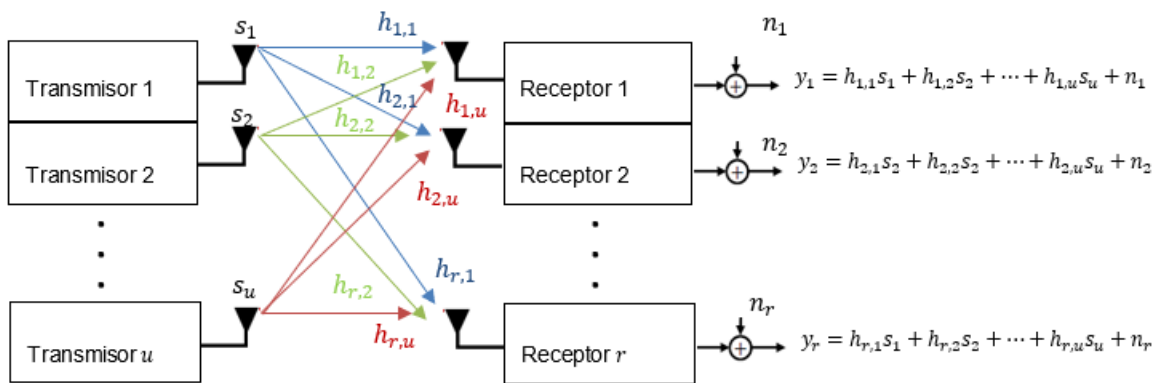 s₁
h₁,₁
n₁
Transmisor 1
h₁,₂
Receptor 1
y₁ = h₁,₁s₁ + h₁,₂s₂ + ⋯ + h₁,ᵤsᵤ + n₁
h₂,₁
h₁,ᵤ
s₂
h₂,₂
n₂
Transmisor 2
Receptor 2
y₂ = h₂,₁s₂ + h₂,₂s₂ + ⋯ + h₂,ᵤsᵤ + n₂
h₂,ᵤ
sᵤ
hᵣ,₁
hᵣ,₂
nᵣ
hᵣ,ᵤ
Transmisor u
Receptor r
yᵣ = hᵣ,₁s₁ + hᵣ,₂s₂ + ⋯ + hᵣ,ᵤsᵤ + nᵣ